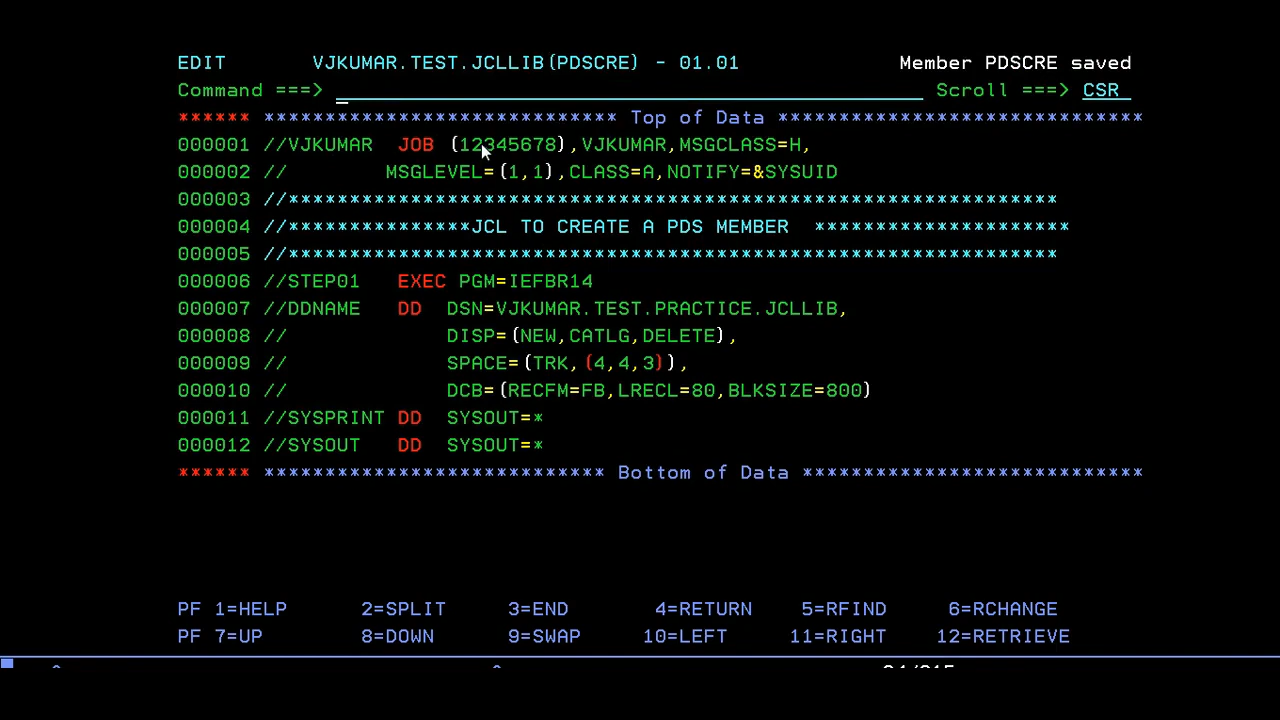 EDIT VJKUMAR.TEST.JCLLIB(PDSCRE) - 01.01 Member PDSCRE saved
Command ===> Scroll ===> CSR
****** ***************************** Top of Data ******************************
000001 //VJKUMAR  JOB (12345678),VJKUMAR,MSGCLASS=H,
000002 //        MSGLEVEL=(1,1),CLASS=A,NOTIFY=&SYSUID
000003 //***************************************************************
000004 //***************JCL TO CREATE A PDS MEMBER  *********************
000005 //***************************************************************
000006 //STEP01   EXEC PGM=IEFBR14
000007 //DDNAME   DD  DSN=VJKUMAR.TEST.PRACTICE.JCLLIB,
000008 //             DISP=(NEW,CATLG,DELETE),
000009 //             SPACE=(TRK,(4,4,3)),
000010 //             DCB=(RECFM=FB,LRECL=80,BLKSIZE=800)
000011 //SYSPRINT DD  SYSOUT=*
000012 //SYSOUT   DD  SYSOUT=*
****** **************************** Bottom of Data ****************************
PF 1=HELP 2=SPLIT 3=END 4=RETURN 5=RFIND 6=RCHANGE
PF 7=UP 8=DOWN 9=SWAP 10=LEFT 11=RIGHT 12=RETRIEVE